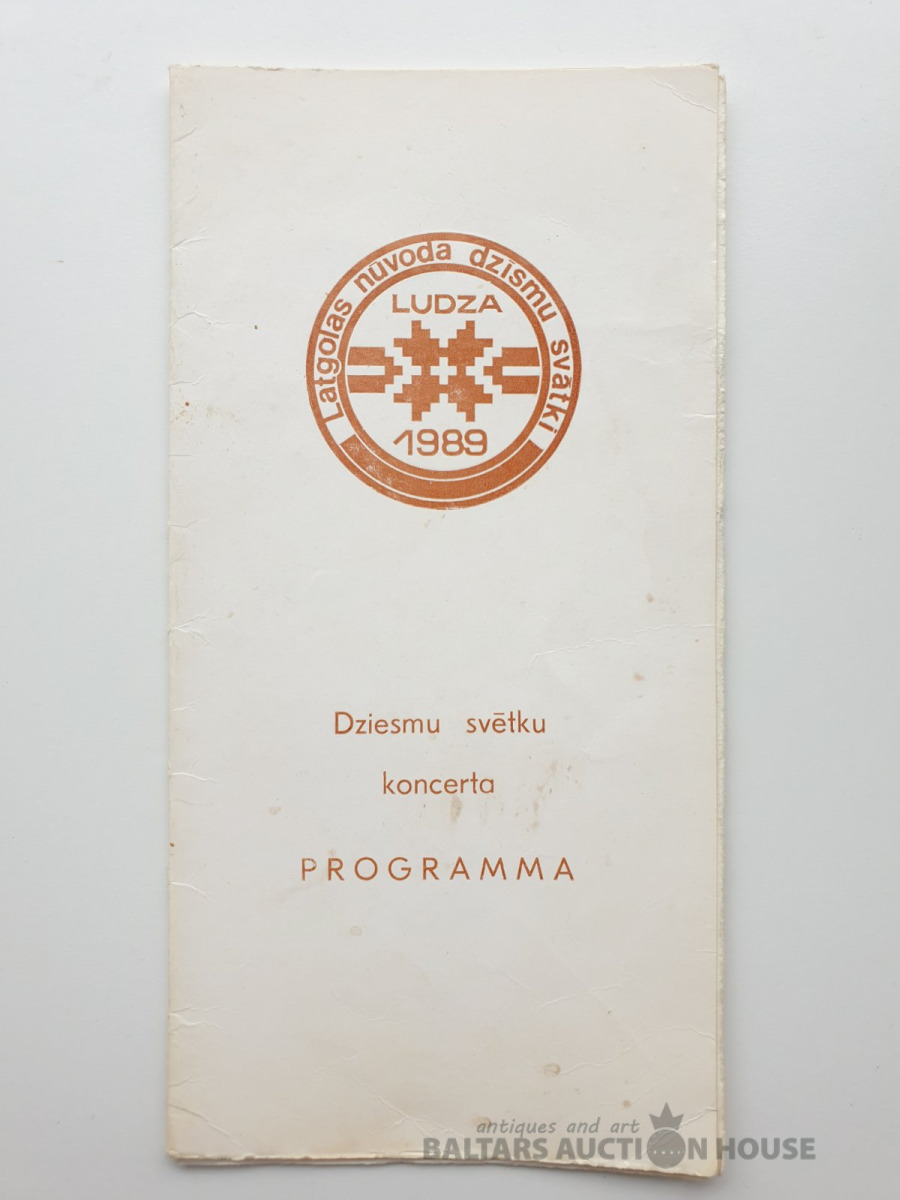 Latgolas nūvoda dzīsmu svātki
LUDZA
1989
Dziesmu svētku
koncerta
PROGRAMMA
antiques and art
BALTARS AUCTION HOUSE